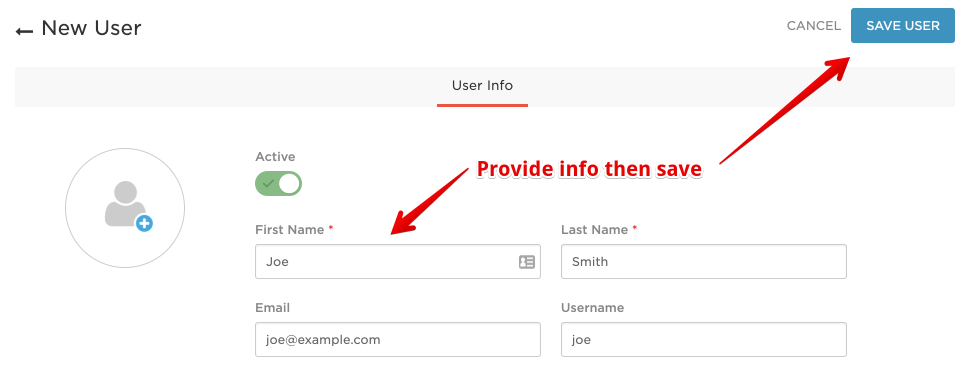 New User
CANCEL
SAVE USER
User Info
Active
Provide info then save
First Name *
Last Name *
Joe
Smith
Email
Username
joe@example.com
joe